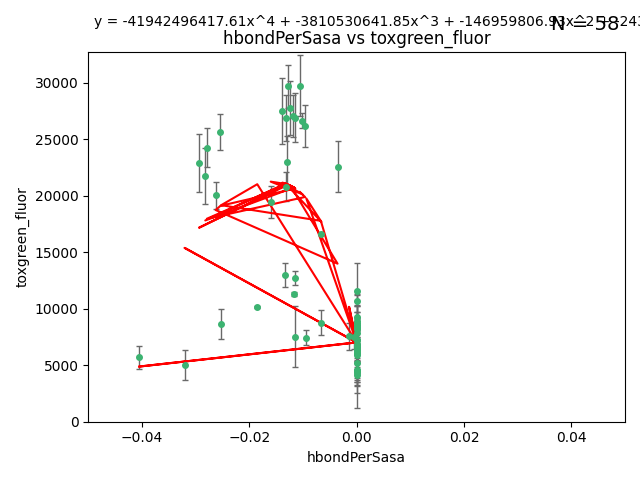 y = -41942496417.61x^4 + -3810530641.85x^3 + -146959806.93x^2 +
N = 58
hbondPerSasa vs toxgreen_fluor
30000
25000
20000
15000
10000
5000
0
toxgreen_fluor
-0.04
-0.02
0.00
0.02
0.04
hbondPerSasa